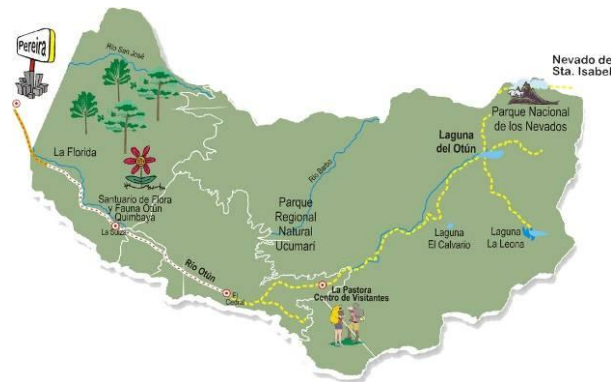 Pereira
Río San José
Nevado de
Sta. Isabel
Parque Nacional
de los Nevados
Laguna
del Otún
La Florida
Río Barbo
Santuario de Flora
y Fauna Otún
Quimbaya
La Suiza
Parque
Regional
Natural
Ucumarí
Laguna
El Calvario
Laguna
La Leona
Río Otún
El
Cedral
La Pastora
Centro de Visitantes